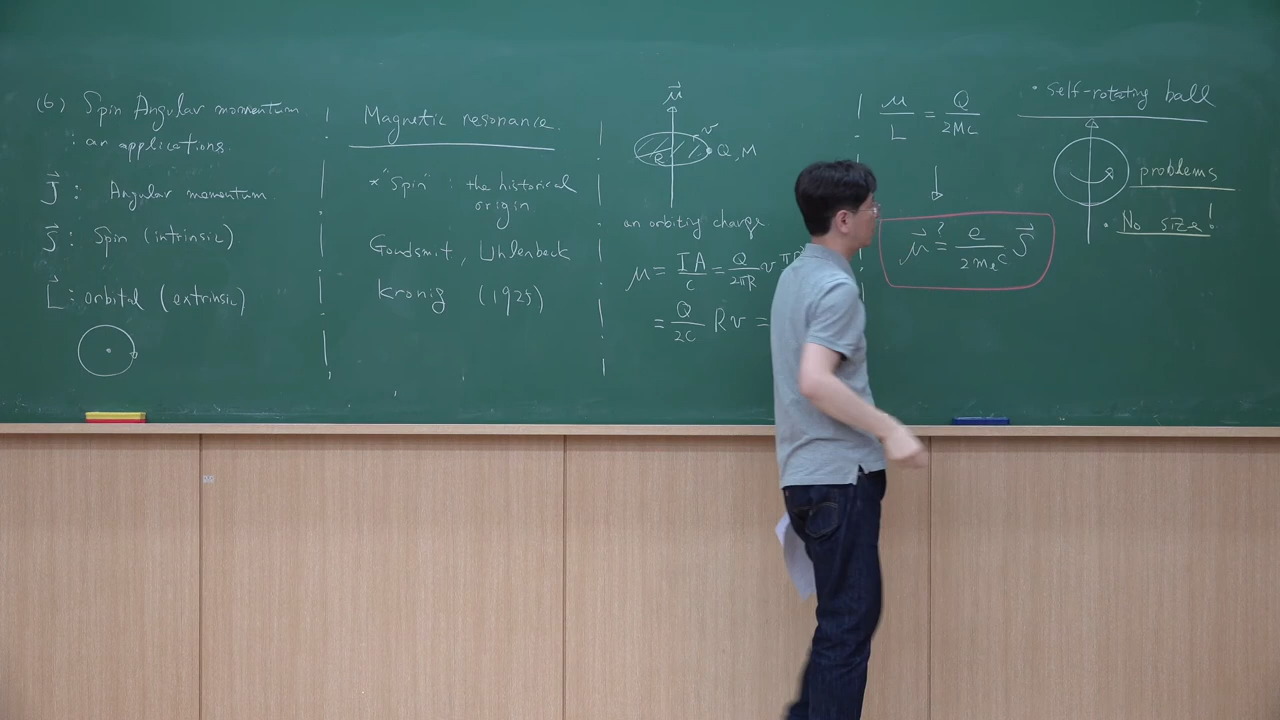 (6) Spin Angular momentum
: an applications.
J⃗ : Angular momentum
S⃗ : Spin (intrinsic)
L⃗ : orbital (extrinsic)
Magnetic resonance.
* "Spin" : the historical
origin
Goudsmit, Uhlenbeck
Kronig (1925)
μ⃗
v
Q, M
an orbiting charge
μ = IA/c = Q/2πR v
= Q/2c Rv =
μ/L = Q/2Mc
μ⃗ ?= e/2mₑc S⃗
• self-rotating ball
problems
• No size!